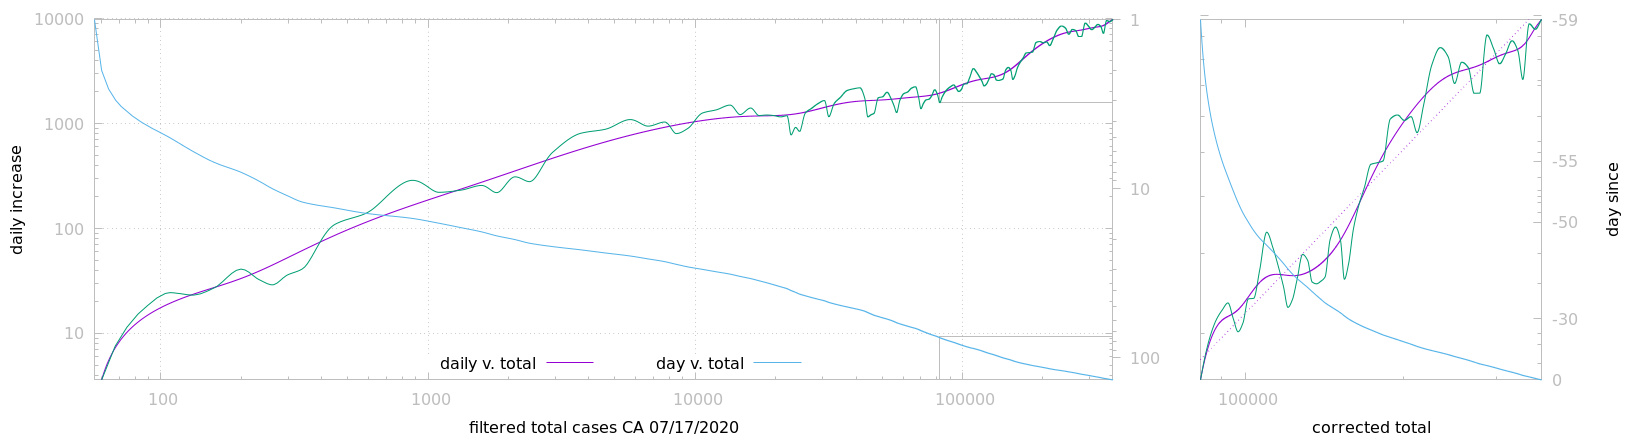 10000
1000
100
10
daily increase
100
1000
10000
100000
filtered total cases CA 07/17/2020
daily v. total
day v. total
1
10
100
100000
corrected total
-59
-55
-50
-30
0
day since